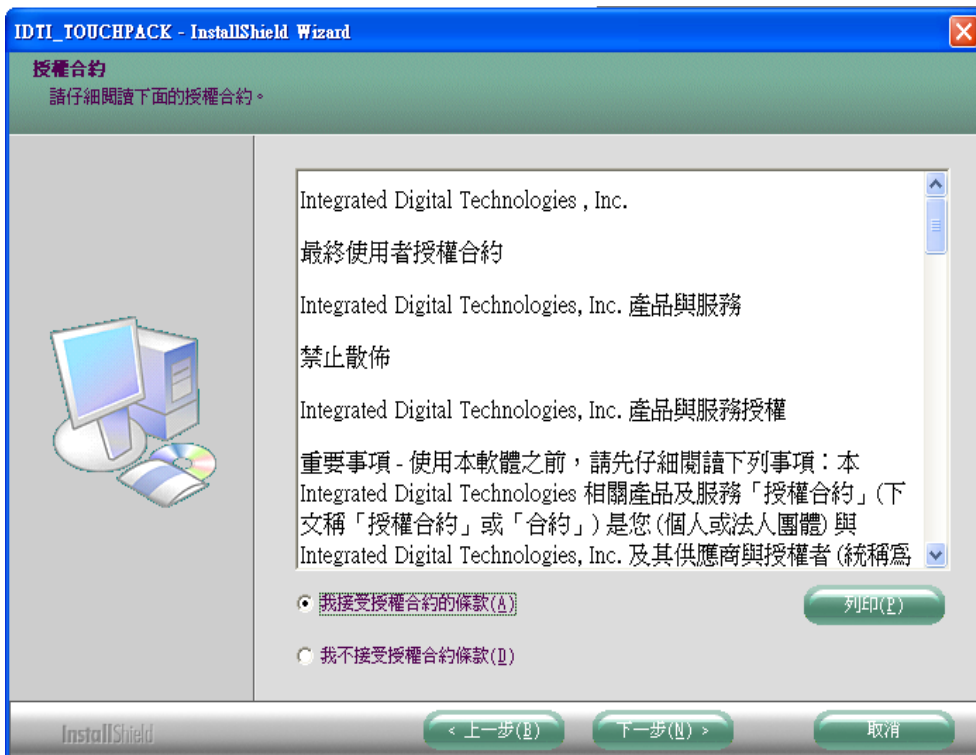 IDTI_TOUCHPACK - InstallShield Wizard
授權合約
請仔細閱讀下面的授權合約。
Integrated Digital Technologies , Inc.
最終使用者授權合約
Integrated Digital Technologies, Inc. 產品與服務
禁止散佈
Integrated Digital Technologies, Inc. 產品與服務授權
重要事項 - 使用本軟體之前，請先仔細閱讀下列事項：本
Integrated Digital Technologies 相關產品及服務「授權合約」(下
文稱「授權合約」或「合約」) 是您 (個人或法人團體) 與
Integrated Digital Technologies, Inc. 及其供應商與授權者 (統稱為
我接受授權合約的條款(A)
列印(P)
我不接受授權合約條款(D)
InstallShield
< 上一步(B)
下一步(N) >
取消